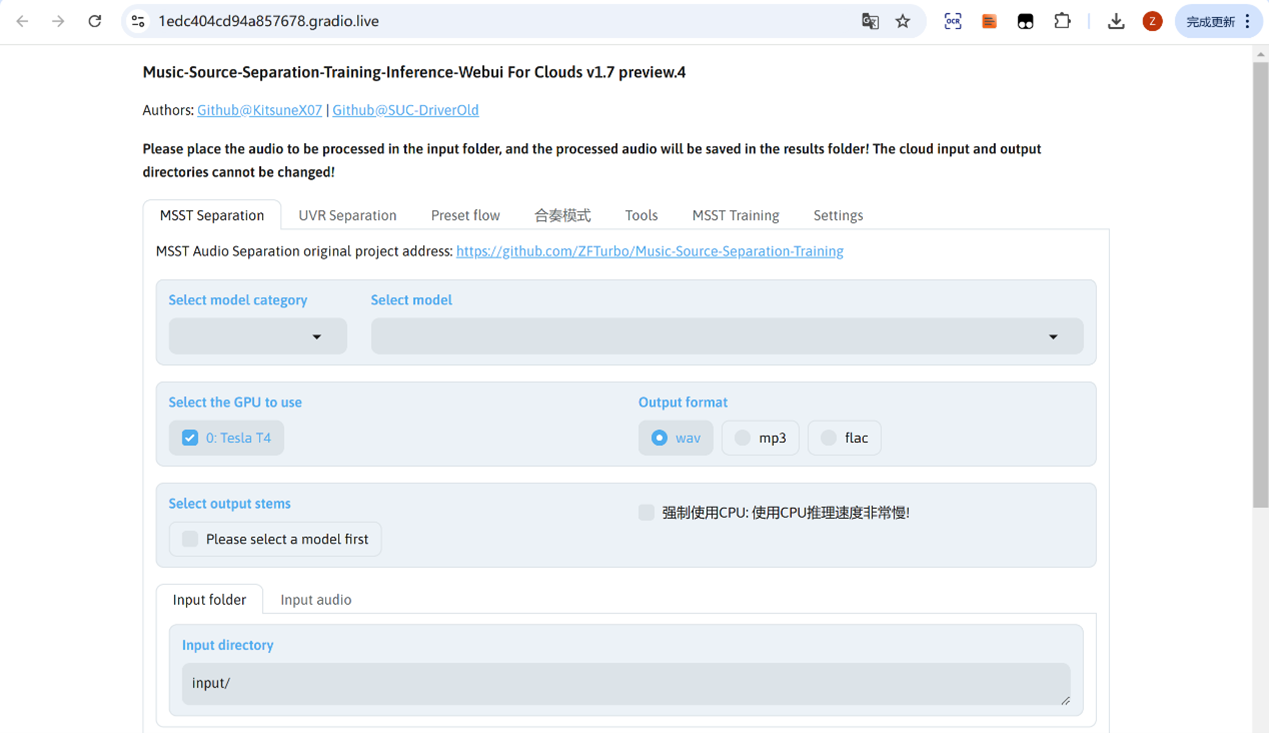 1edc404cd94a857678.gradio.live
OCR
Z
完成更新
Music-Source-Separation-Training-Inference-Webui For Clouds v1.7 preview.4
Authors: Github@KitsuneX07 | Github@SUC-DriverOld
Please place the audio to be processed in the input folder, and the processed audio will be saved in the results folder! The cloud input and output
directories cannot be changed!
MSST Separation UVR Separation Preset flow 合奏模式 Tools MSST Training Settings
MSST Audio Separation original project address: https://github.com/ZFTurbo/Music-Source-Separation-Training
Select model category Select model
Select the GPU to use Output format
0: Tesla T4 wav mp3 flac
Select output stems
强制使用CPU: 使用CPU推理速度非常慢!
Please select a model first
Input folder Input audio
Input directory
input/